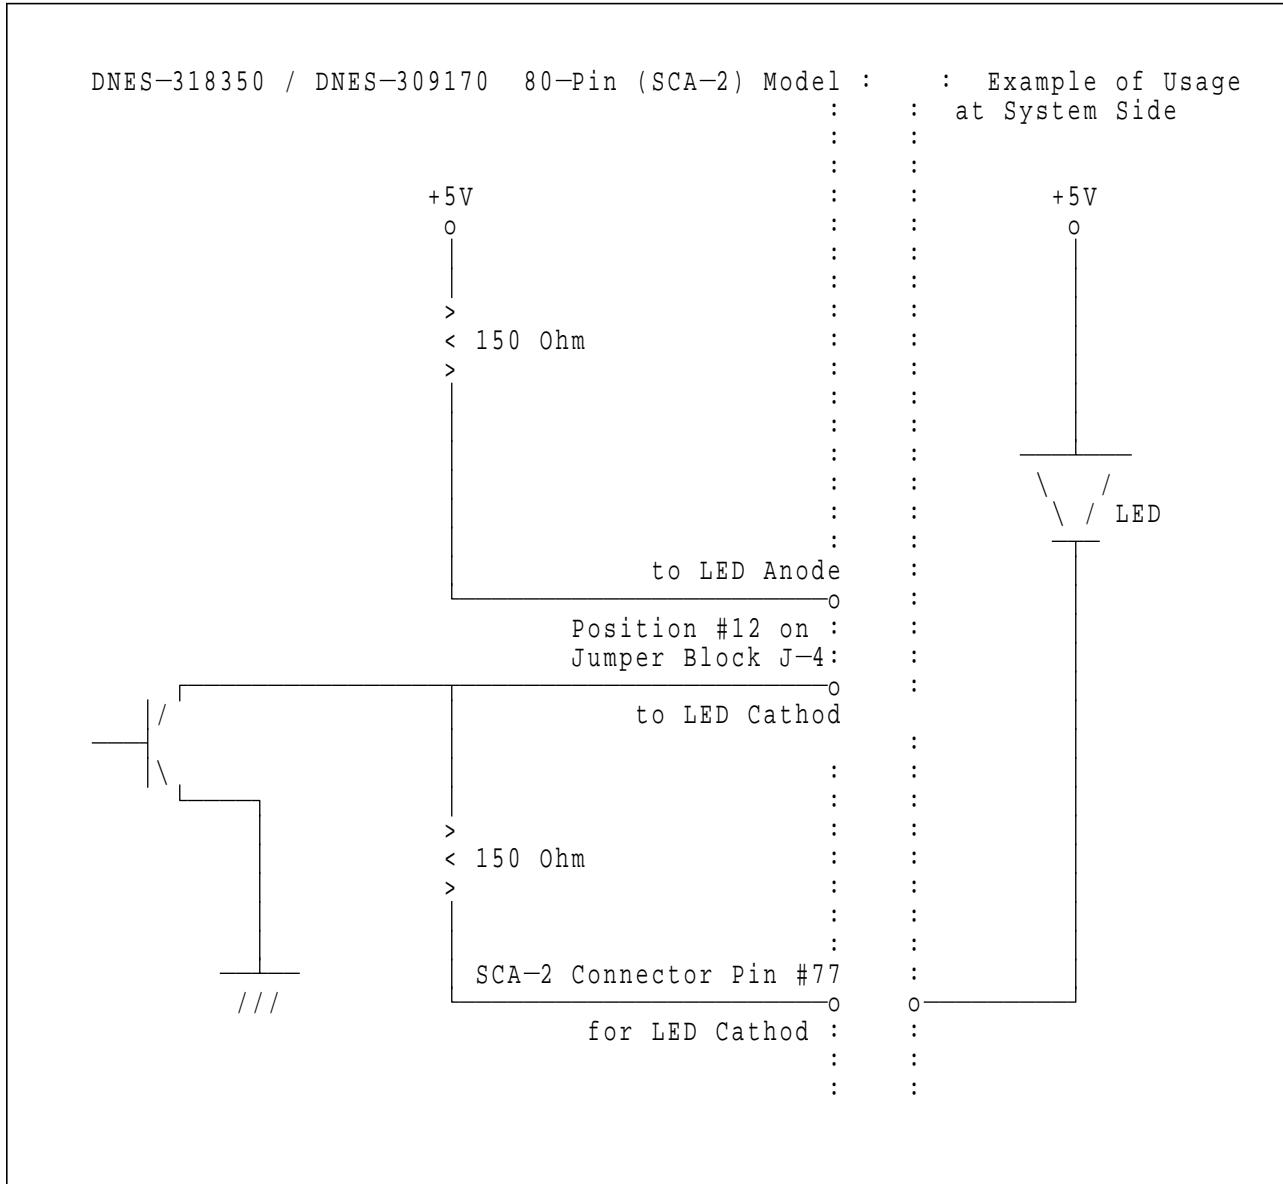 DNES-318350 / DNES-309170 80-Pin (SCA-2) Model : : Example of Usage
at System Side
+5V +5V
150 Ohm
LED
to LED Anode
Position #12 on
Jumper Block J-4
to LED Cathod
150 Ohm
SCA-2 Connector Pin #77
for LED Cathod